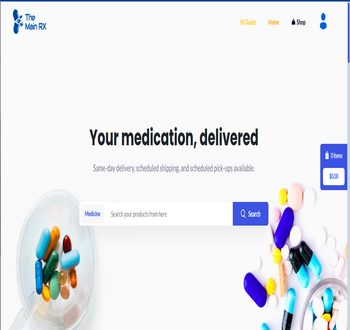 The
Main RX
Hi Guest
Home
Shop
0 Items
$0.00
Your medication, delivered
Same-day delivery, scheduled shipping, and scheduled pick-ups available.
Medicine
Search your products from here
Search